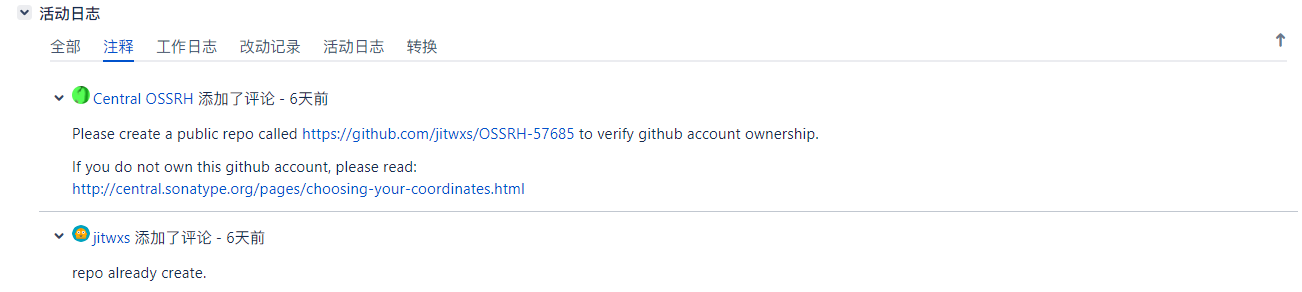 活动日志
全部 注释 工作日志 改动记录 活动日志 转换
Central OSSRH 添加了评论 - 6天前
Please create a public repo called https://github.com/jitwxs/OSSRH-57685 to verify github account ownership.
If you do not own this github account, please read:
http://central.sonatype.org/pages/choosing-your-coordinates.html
jitwxs 添加了评论 - 6天前
repo already create.